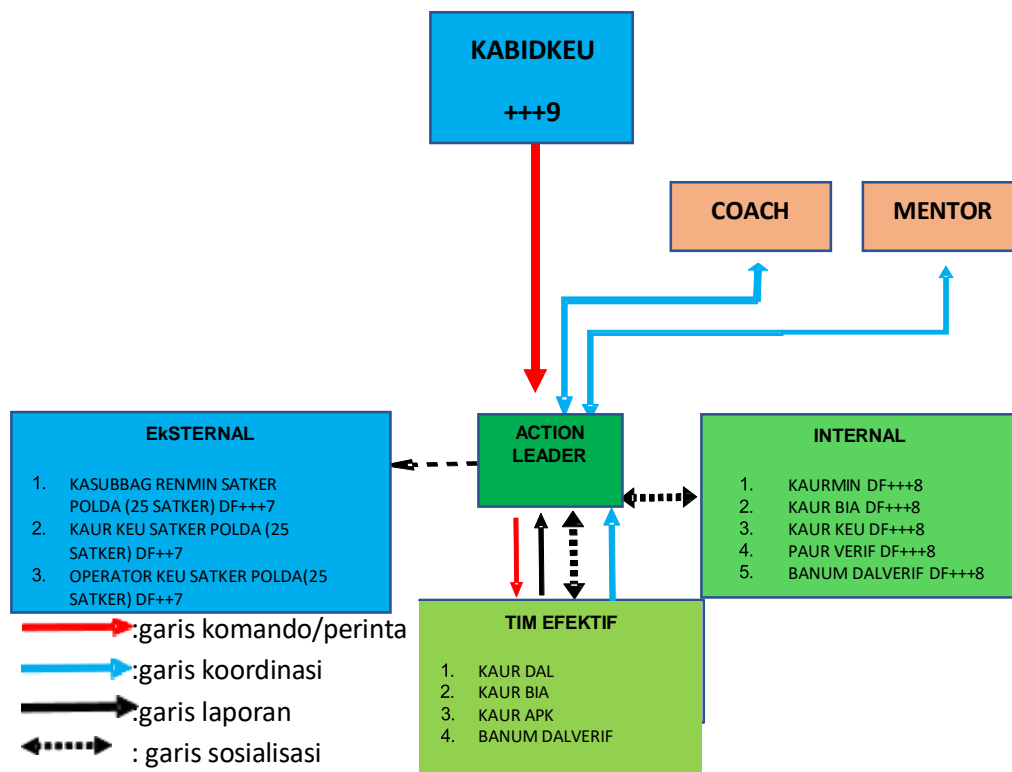 KABIDKEU
+++9
COACH
MENTOR
EkSTERNAL
1. KASUBBAG RENMIN SATKER
POLDA (25 SATKER) DF+++7
2. KAUR KEU SATKER POLDA (25
SATKER) DF++7
3. OPERATOR KEU SATKER POLDA(25
SATKER) DF++7
ACTION
LEADER
INTERNAL
1. KAURMIN DF+++8
2. KAUR BIA DF+++8
3. KAUR KEU DF+++8
4. PAUR VERIF DF+++8
5. BANUM DALVERIF DF+++8
TIM EFEKTIF
1. KAUR DAL
2. KAUR BIA
3. KAUR APK
4. BANUM DALVERIF
:garis komando/perinta
:garis koordinasi
:garis laporan
: garis sosialisasi